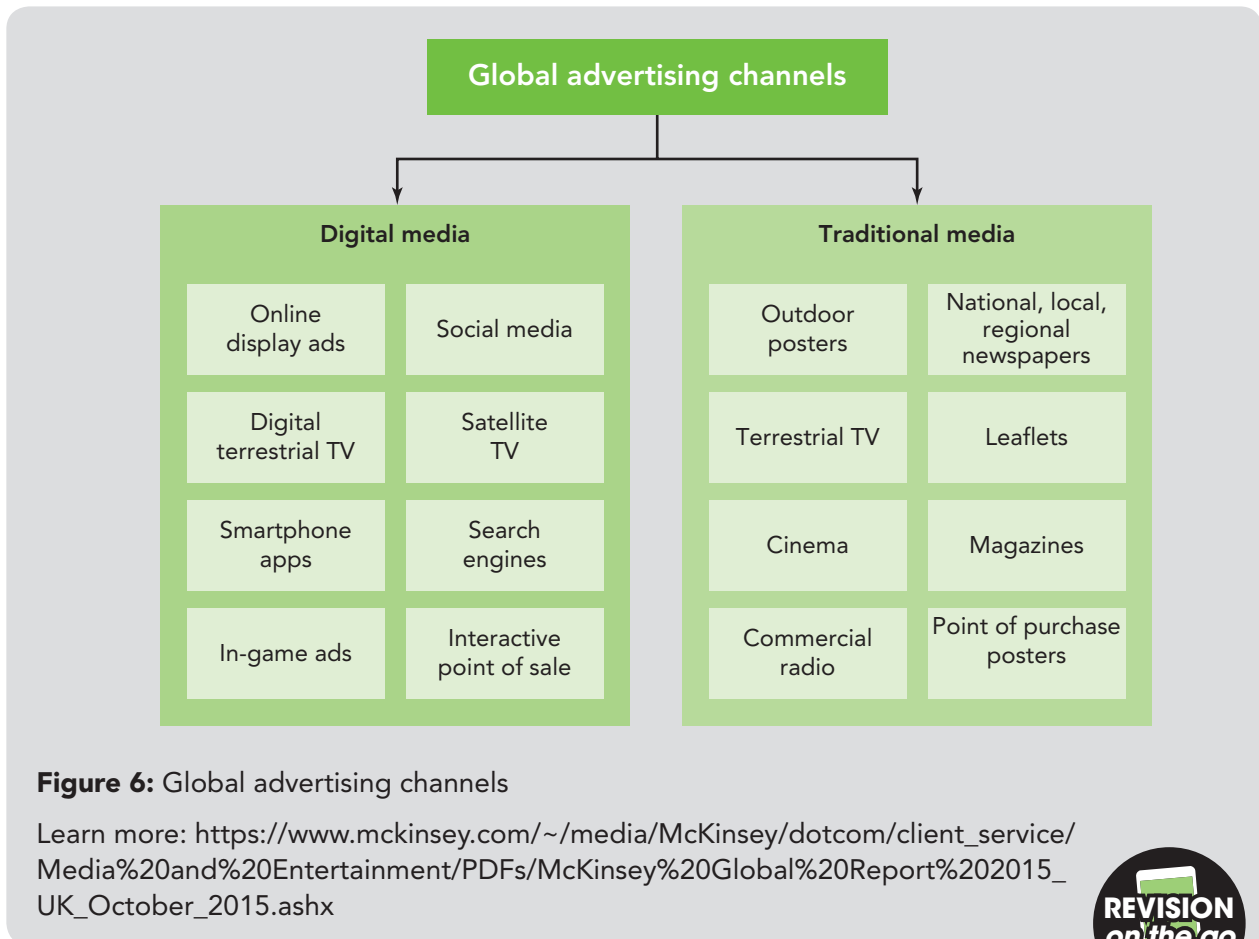 Global advertising channels
Digital media
Online
display ads
Social media
Digital
terrestrial TV
Satellite
TV
Smartphone
apps
Search
engines
In-game ads
Interactive
point of sale
Traditional media
Outdoor
posters
National, local,
regional
newspapers
Terrestrial TV
Leaflets
Cinema
Magazines
Commercial
radio
Point of purchase
posters
Figure 6: Global advertising channels
Learn more: https://www.mckinsey.com/~/media/McKinsey/dotcom/client_service/
Media%20and%20Entertainment/PDFs/McKinsey%20Global%20Report%202015_
UK_October_2015.ashx
REVISION
on the go